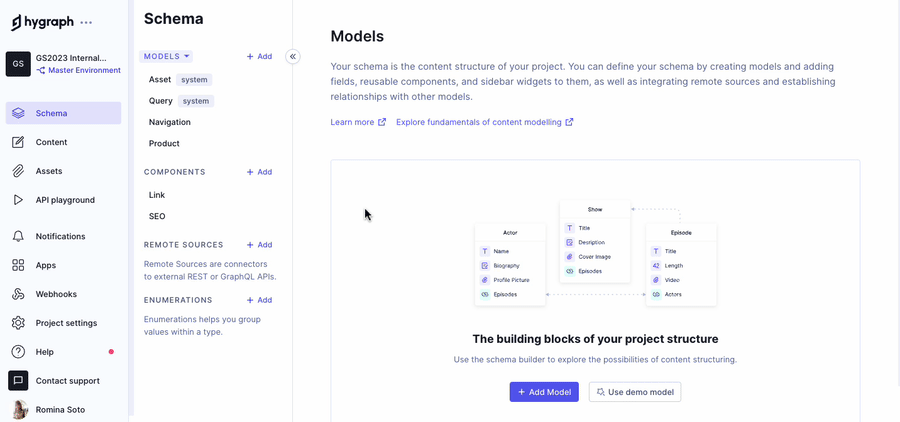 hygraph
GS
GS2023 Internal...
Master Environment
Schema
Content
Assets
API playground
Notifications
Apps
Webhooks
Project settings
Help
Contact support
Romina Soto
Schema
MODELS
+ Add
Asset system
Query system
Navigation
Product
COMPONENTS
+ Add
Link
SEO
REMOTE SOURCES
+ Add
Remote Sources are connectors
to external REST or GraphQL APIs.
ENUMERATIONS
+ Add
Enumerations helps you group
values within a type.
Models
Your schema is the content structure of your project. You can define your schema by creating models and adding
fields, reusable components, and sidebar widgets to them, as well as integrating remote sources and establishing
relationships with other models.
Learn more
Explore fundamentals of content modelling
Actor
Name
Biography
Profile Picture
Episodes
Show
Title
Decription
Cover Image
Episodes
Episode
Title
42 Length
Video
Actors
The building blocks of your project structure
Use the schema builder to explore the possibilities of content structuring.
+ Add Model
Use demo model